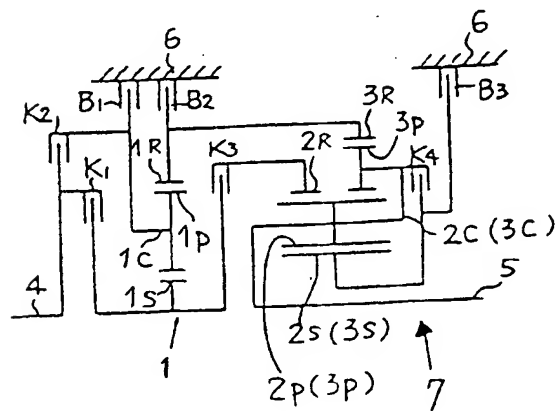 6
6
B1
B2
B3
K2
3R
3P
1R
K3
2R
K4
K1
1P
1C
2C (3C)
4
1S
5
2S (3S)
1
2p(3p)
7